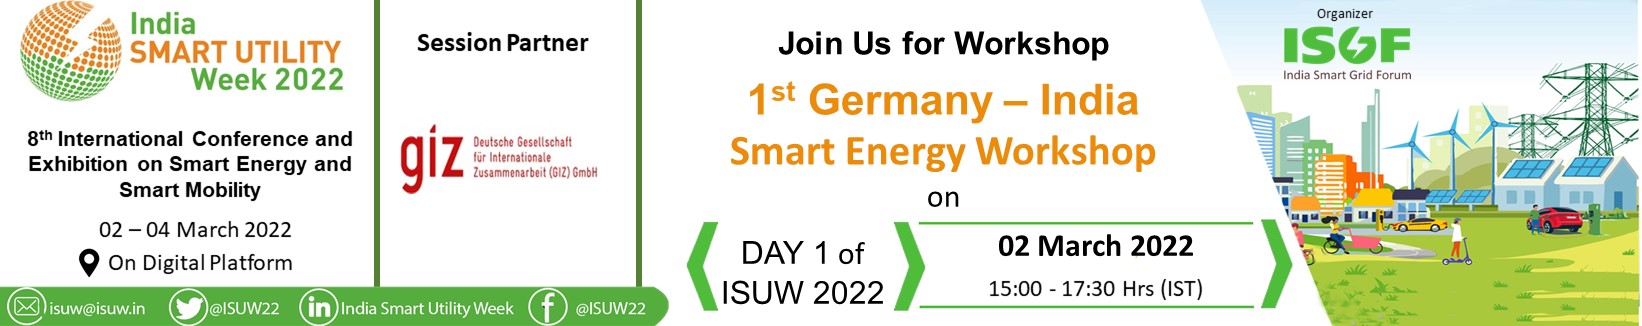 India
SMART UTILITY
Week 2022
8th International Conference and
Exhibition on Smart Energy and
Smart Mobility
02 – 04 March 2022
On Digital Platform
isuw@isuw.in
@ISUW22
in
India Smart Utility Week
f
@ISUW22
Session Partner
giz
Deutsche Gesellschaft
für Internationale
Zusammenarbeit (GIZ) GmbH
Join Us for Workshop
1st Germany – India
Smart Energy Workshop
on
DAY 1 of
ISUW 2022
02 March 2022
15:00 - 17:30 Hrs (IST)
Organizer
ISGF
India Smart Grid Forum